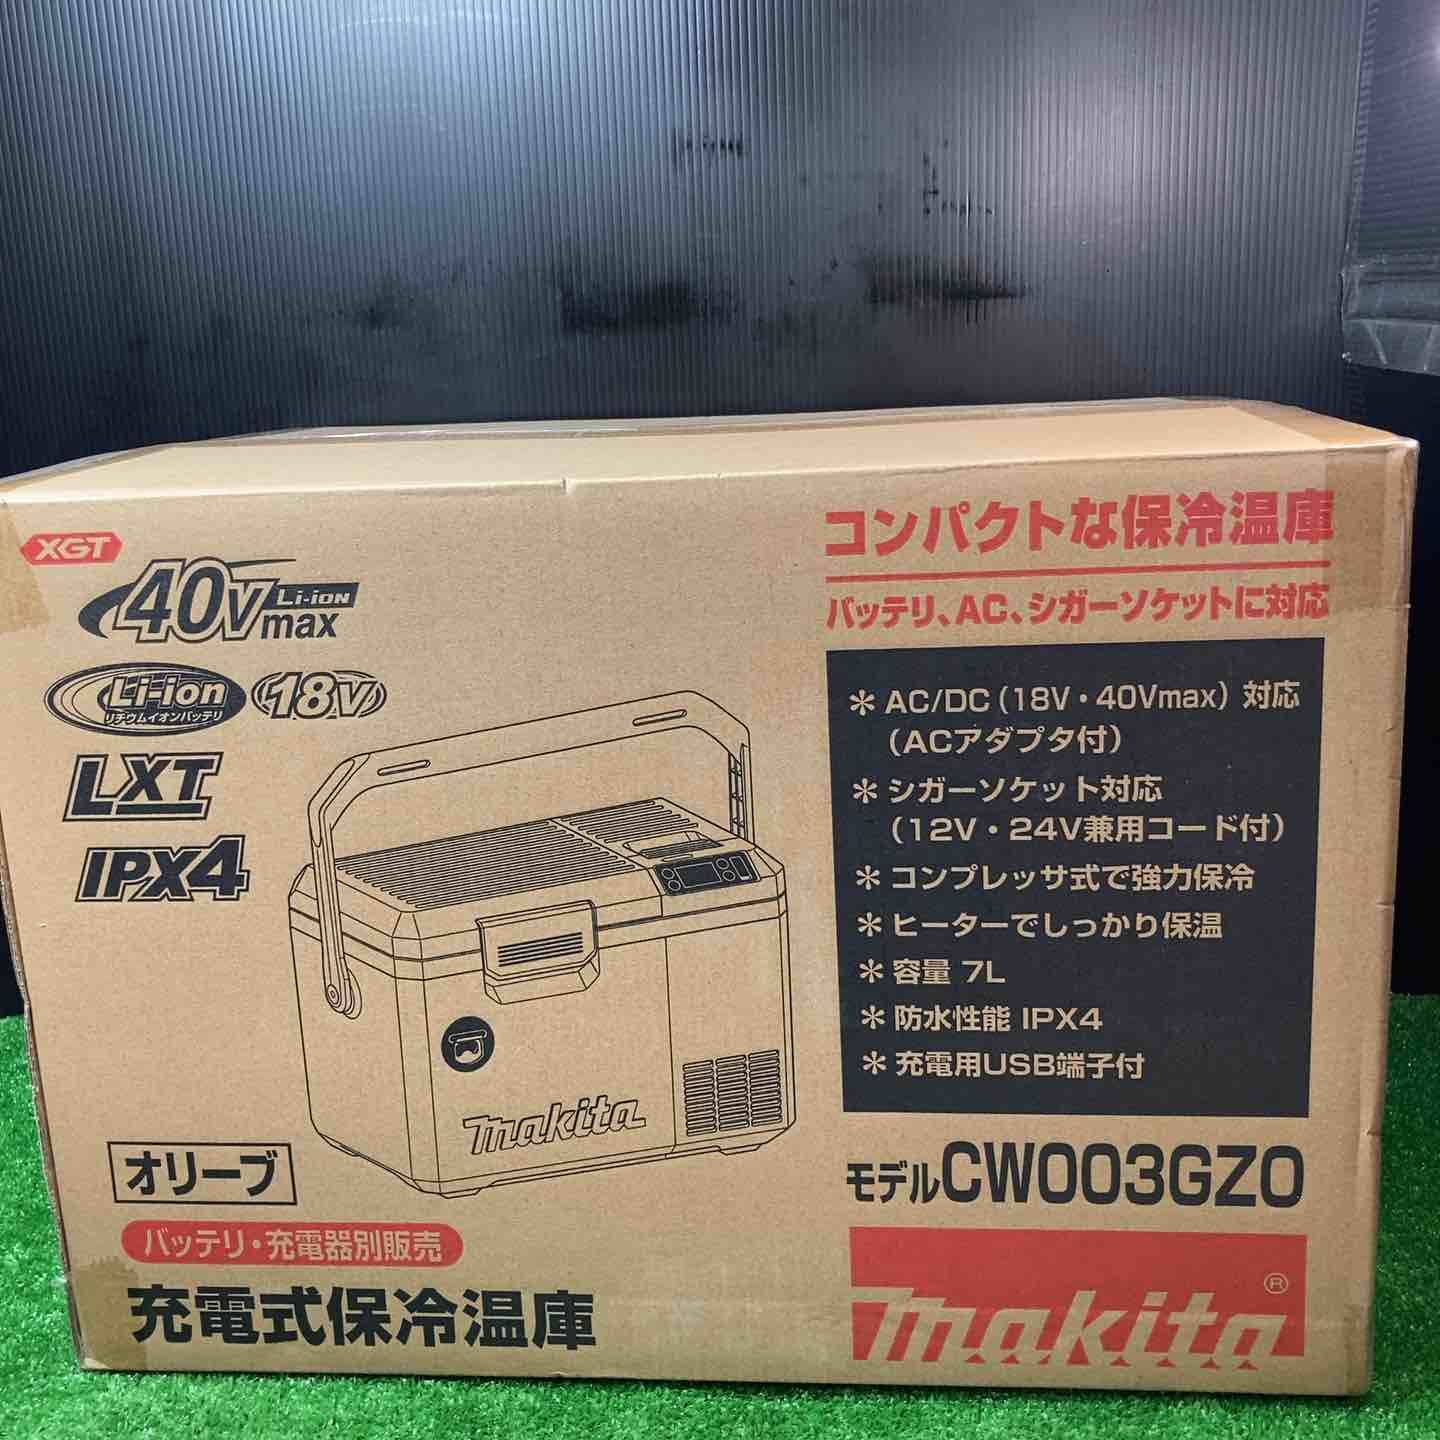 XGT
40Vmax Li-ion
Li-ion 18V
リチウムイオンバッテリ
LXT
IPX4
makita
オリーブ
バッテリ・充電器別販売
充電式保冷温庫
コンパクトな保冷温庫
バッテリ、AC、シガーソケットに対応
＊AC/DC（18V・40Vmax）対応
（ACアダプタ付）
＊シガーソケット対応
（12V・24V兼用コード付）
＊コンプレッサ式で強力保冷
＊ヒーターでしっかり保温
＊容量 7L
＊防水性能 IPX4
＊充電用USB端子付
モデルCW003GZO
makita®